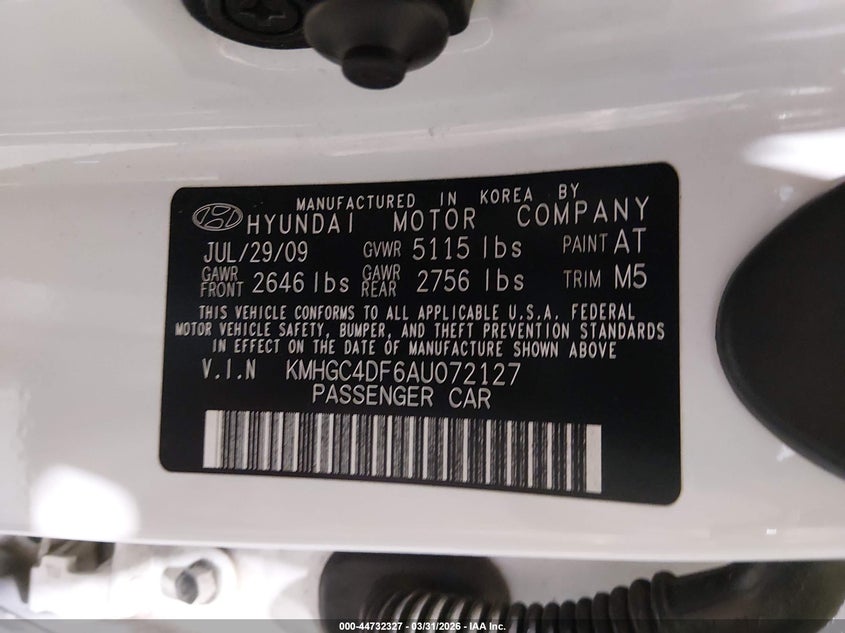 MANUFACTURED IN KOREA BY
HYUNDAI MOTOR COMPANY
JUL/29/09 GVWR 5115 lbs PAINT AT
GAWR FRONT 2646 lbs GAWR REAR 2756 lbs TRIM M5
THIS VEHICLE CONFORMS TO ALL APPLICABLE U.S.A. FEDERAL
MOTOR VEHICLE SAFETY, BUMPER, AND THEFT PREVENTION STANDARDS
IN EFFECT ON THE DATE OF MANUFACTURE SHOWN ABOVE
V.I.N KMHGC4DF6AU072127
PASSENGER CAR
000-44732327 - 03/31/2026 - IAA Inc.